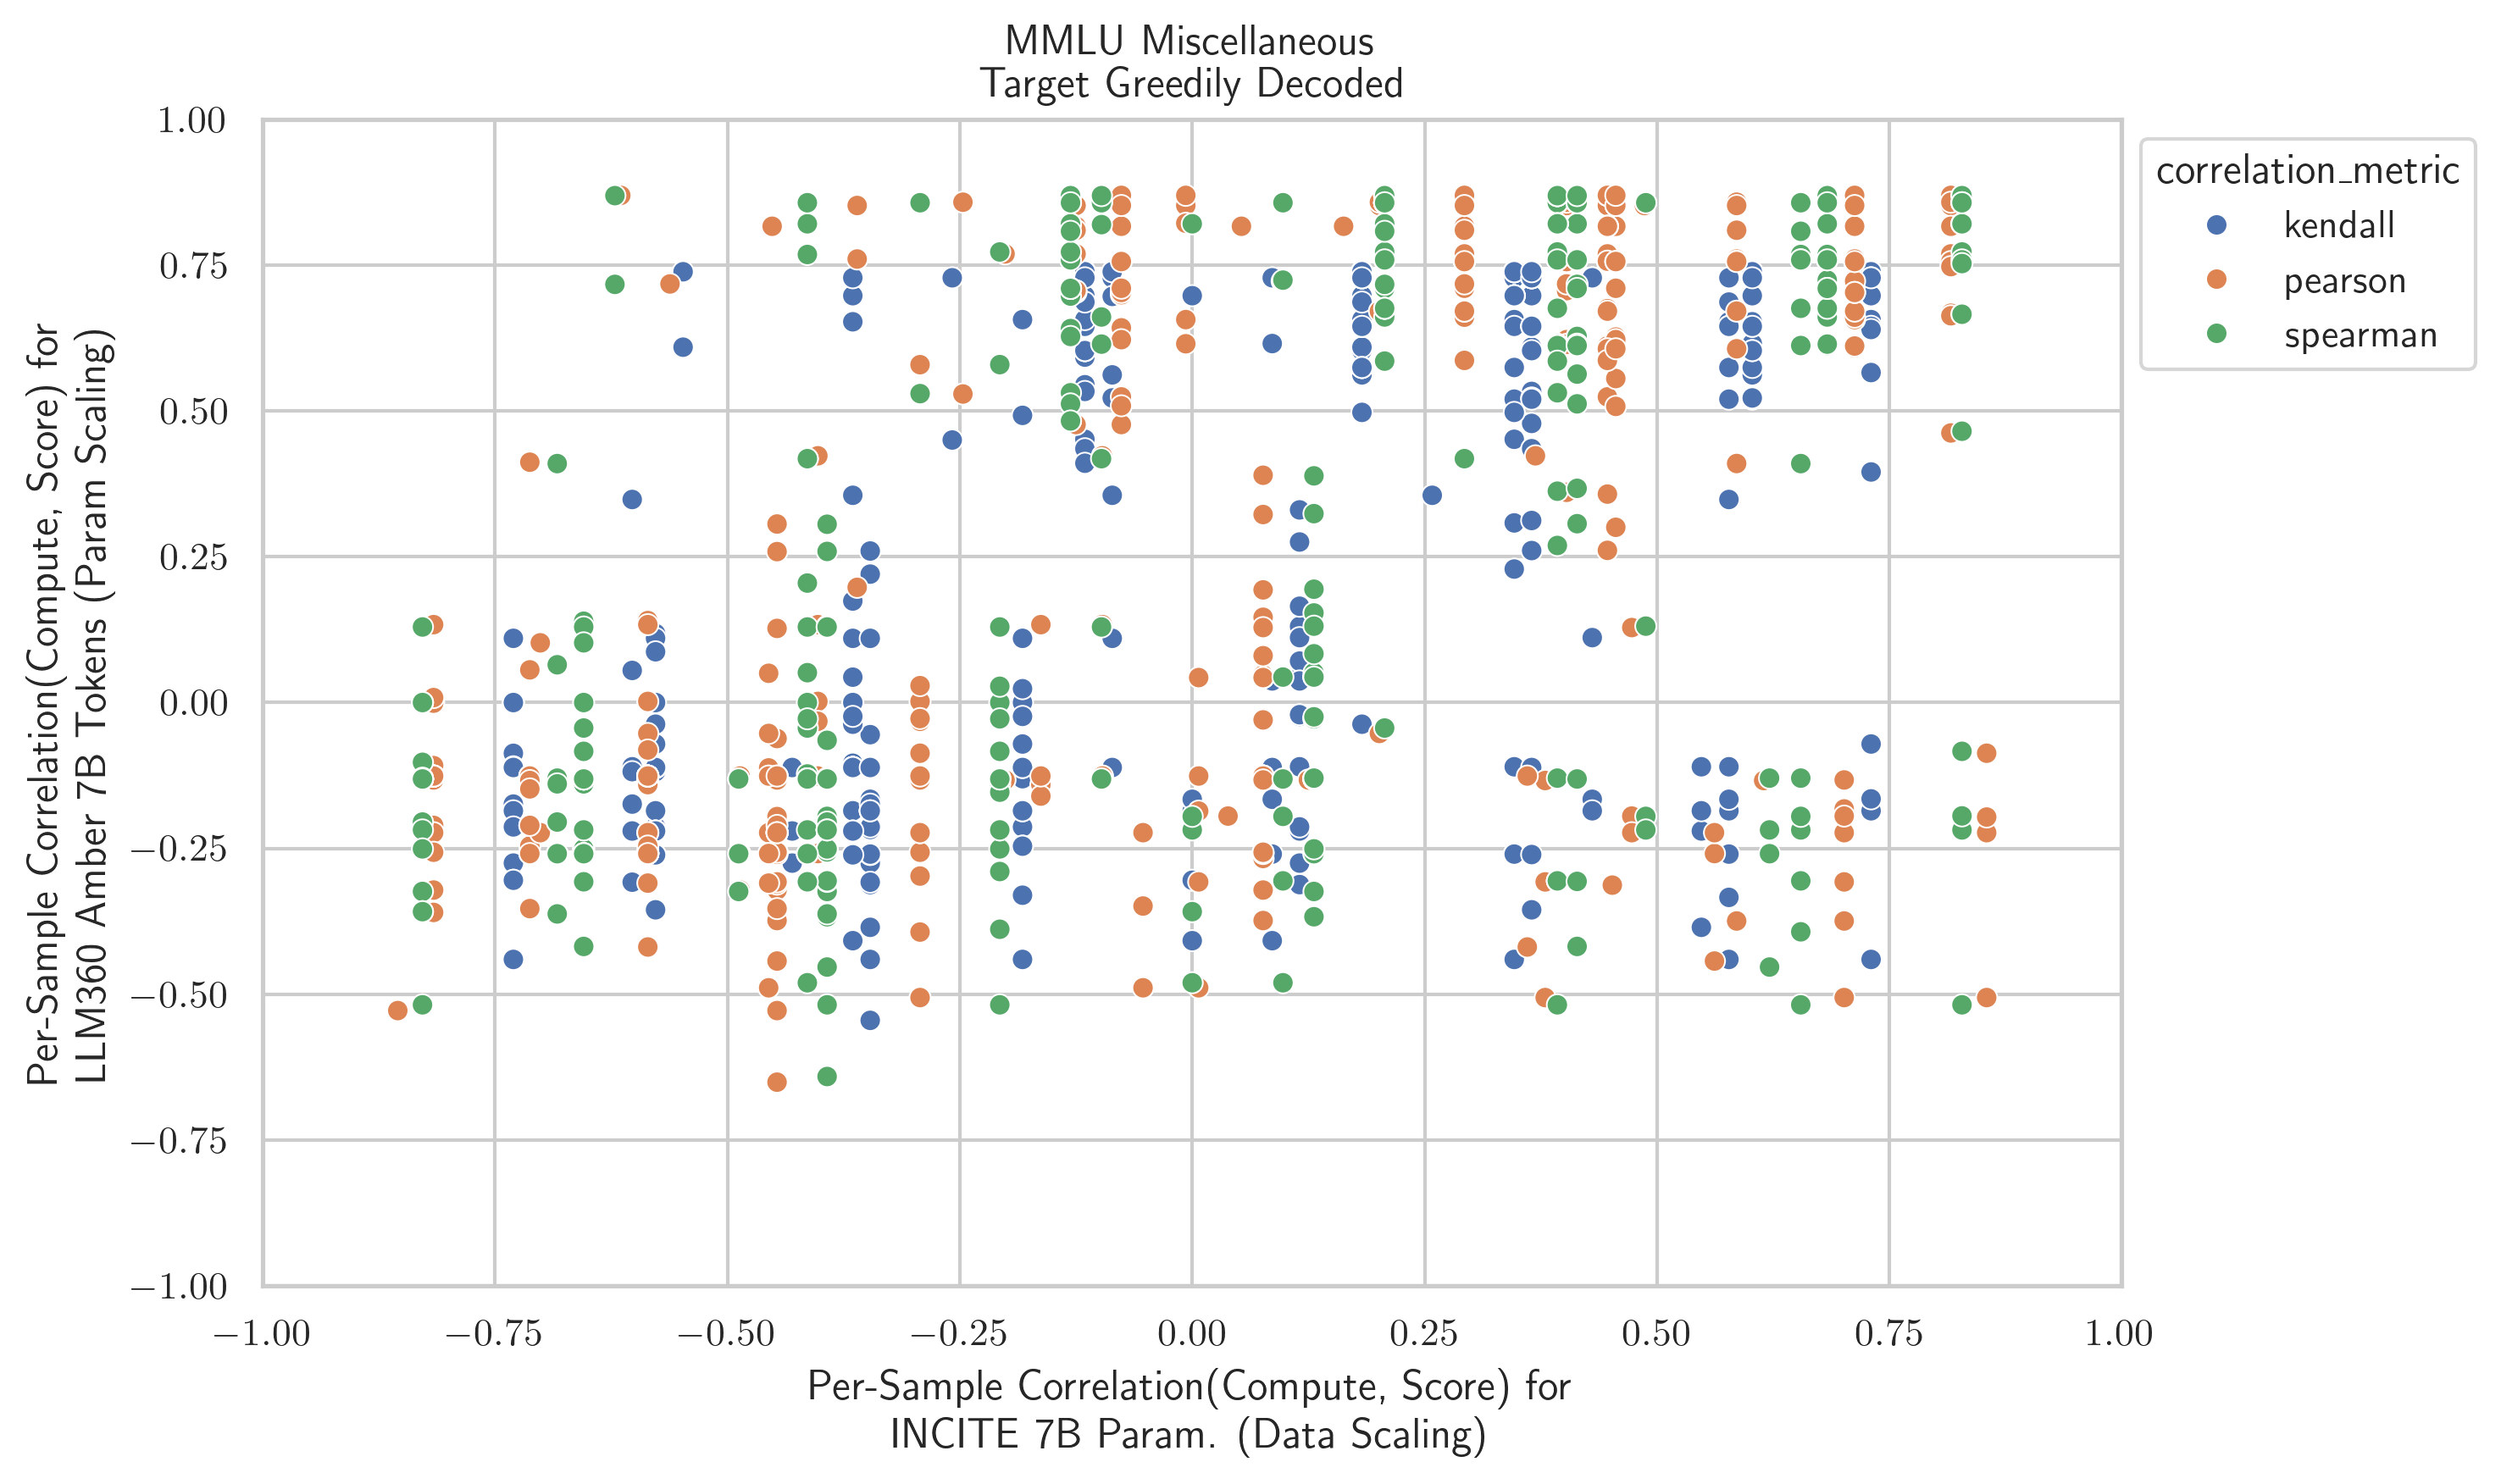 MMLU Miscellaneous
Target Greedily Decoded
Per-Sample Correlation(Compute, Score) for
LLM360 Amber 7B Tokens (Param Scaling)
1.00
0.75
0.50
0.25
0.00
−0.25
−0.50
−0.75
−1.00
−1.00 −0.75 −0.50 −0.25 0.00 0.25 0.50 0.75 1.00
Per-Sample Correlation(Compute, Score) for
INCITE 7B Param. (Data Scaling)
correlation_metric
kendall
pearson
spearman